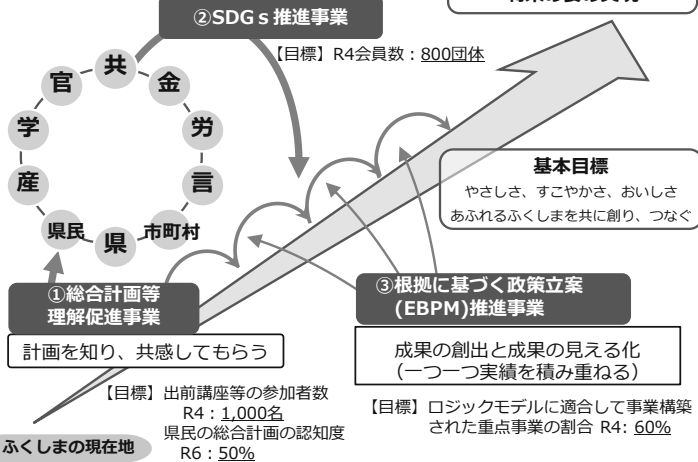 ②SDGｓ推進事業
【目標】R4会員数：800団体
共
官
金
学
労
産
言
県民
県
市町村
基本目標
やさしさ、すこやかさ、おいしさ
あふれるふくしまを共に創り、つなぐ
①総合計画等
理解促進事業
計画を知り、共感してもらう
【目標】出前講座等の参加者数
R4：1,000名
県民の総合計画の認知度
R6：50%
③根拠に基づく政策立案
(EBPM)推進事業
成果の創出と成果の見える化
（一つ一つ実績を積み重ねる）
【目標】ロジックモデルに適合して事業構築
された重点事業の割合 R4: 60%
ふくしまの現在地